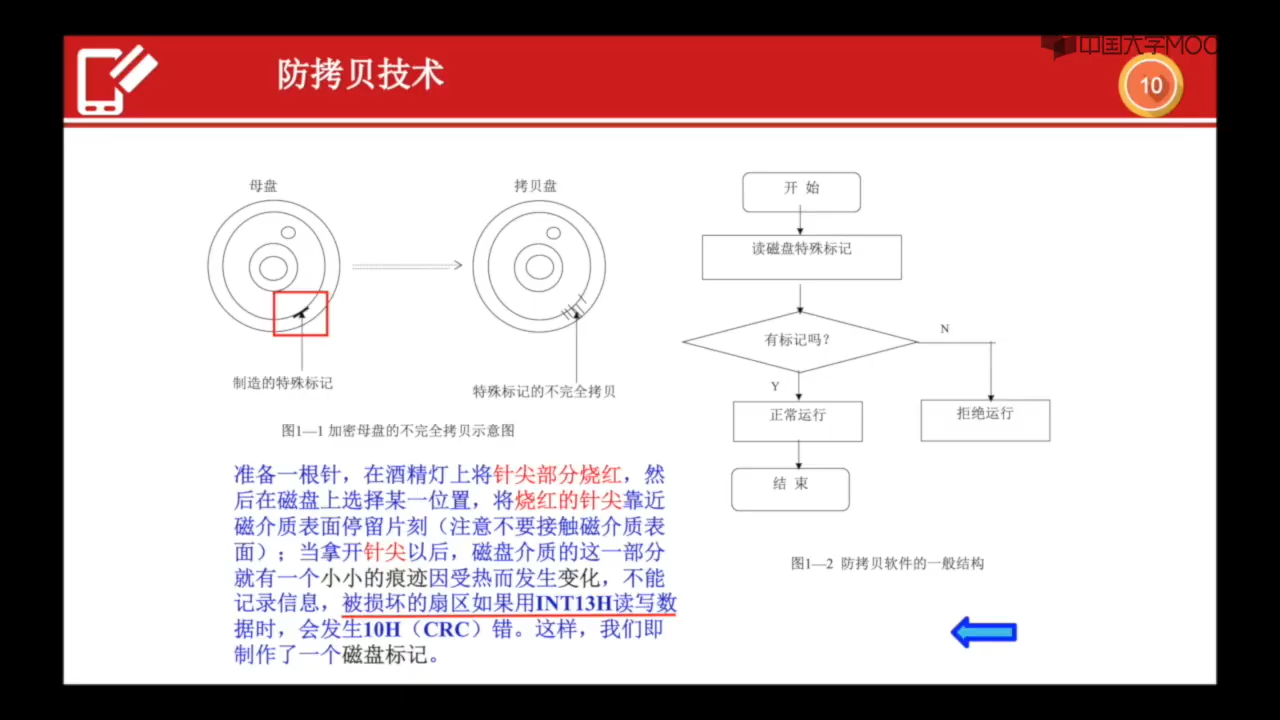 中国大学MOO
防拷贝技术
10
母盘
拷贝盘
制造的特殊标记
特殊标记的不完全拷贝
图1—1 加密母盘的不完全拷贝示意图
准备一根针，在酒精灯上将针尖部分烧红，然
后在磁盘上选择某一位置，将烧红的针尖靠近
磁介质表面停留片刻（注意不要接触磁介质表
面）；当拿开针尖以后，磁盘介质的这一部分
就有一个小小的痕迹因受热而发生变化，不能
记录信息，被损坏的扇区如果用INT13H读写数
据时，会发生10H（CRC）错。这样，我们即
制作了一个磁盘标记。
开 始
读磁盘特殊标记
有标记吗？
N
Y
正常运行
拒绝运行
结 束
图1—2 防拷贝软件的一般结构